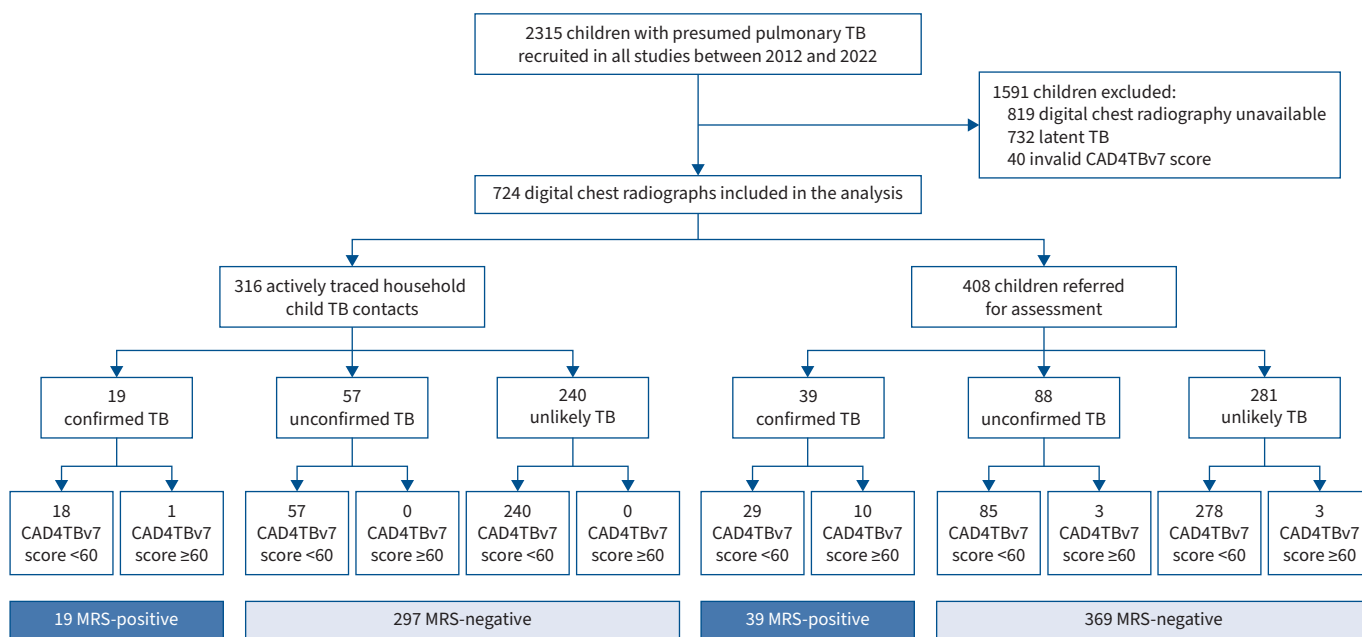 2315 children with presumed pulmonary TB
recruited in all studies between 2012 and 2022
1591 children excluded:
819 digital chest radiography unavailable
732 latent TB
40 invalid CAD4TBv7 score
724 digital chest radiographs included in the analysis
316 actively traced household
child TB contacts
408 children referred
for assessment
19
confirmed TB
57
unconfirmed TB
240
unlikely TB
39
confirmed TB
88
unconfirmed TB
281
unlikely TB
18
CAD4TBv7
score <60
1
CAD4TBv7
score ≥60
57
CAD4TBv7
score <60
0
CAD4TBv7
score ≥60
240
CAD4TBv7
score <60
0
CAD4TBv7
score ≥60
29
CAD4TBv7
score <60
10
CAD4TBv7
score ≥60
85
CAD4TBv7
score <60
3
CAD4TBv7
score ≥60
278
CAD4TBv7
score <60
3
CAD4TBv7
score ≥60
19 MRS-positive
297 MRS-negative
39 MRS-positive
369 MRS-negative